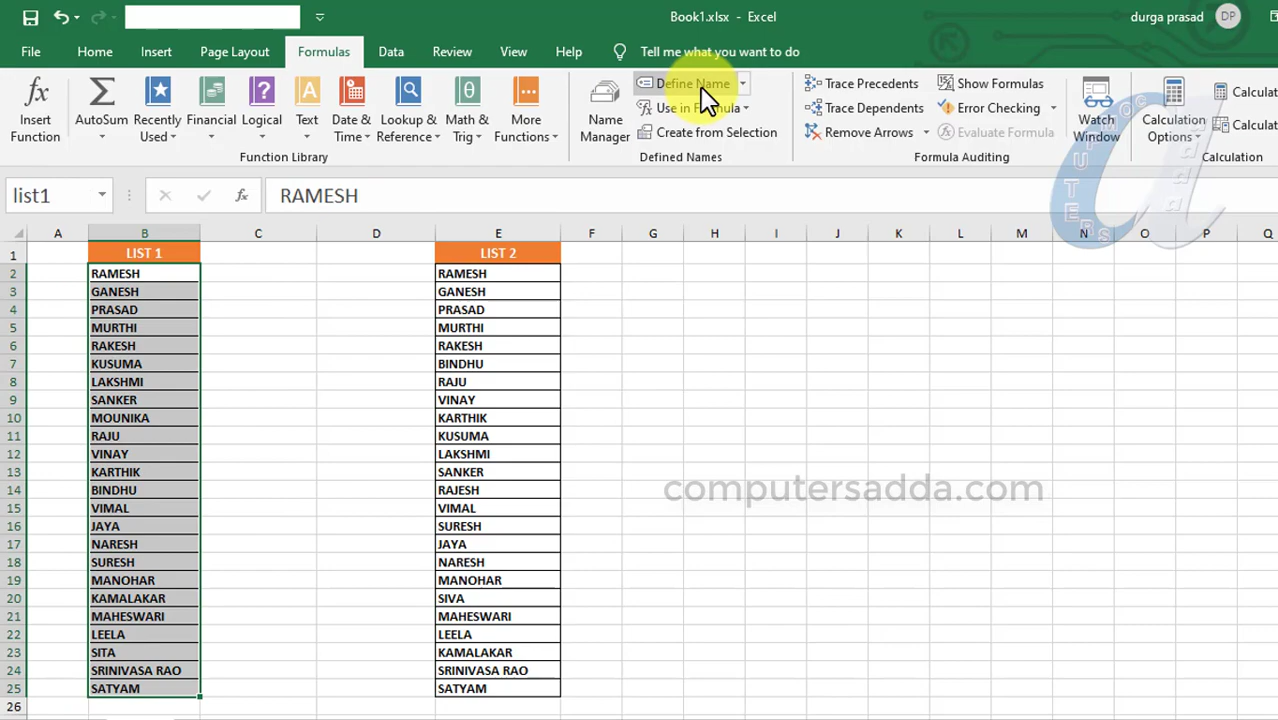 Book1.xlsx - Excel
durga prasad DP
File Home Insert Page Layout Formulas Data Review View Help Tell me what you want to do
Insert Function
AutoSum
Recently Used
Financial
Logical
Text
Date & Time
Lookup & Reference
Math & Trig
More Functions
Function Library
Name Manager
Define Name
Use in Formula
Create from Selection
Defined Names
Trace Precedents
Trace Dependents
Remove Arrows
Show Formulas
Error Checking
Evaluate Formula
Formula Auditing
Watch Window
Calculation Options
Calculat
Calculat
Calculation
list1 fx RAMESH
A B C D E F G H I J K L M N O P Q
1 LIST 1 LIST 2
2 RAMESH RAMESH
3 GANESH GANESH
4 PRASAD PRASAD
5 MURTHI MURTHI
6 RAKESH RAKESH
7 KUSUMA BINDHU
8 LAKSHMI RAJU
9 SANKER VINAY
10 MOUNIKA KARTHIK
11 RAJU KUSUMA
12 VINAY LAKSHMI
13 KARTHIK SANKER
14 BINDHU RAJESH
15 VIMAL VIMAL
16 JAYA SURESH
17 NARESH JAYA
18 SURESH NARESH
19 MANOHAR MANOHAR
20 KAMALAKAR SIVA
21 MAHESWARI MAHESWARI
22 LEELA LEELA
23 SITA KAMALAKAR
24 SRINIVASA RAO SRINIVASA RAO
25 SATYAM SATYAM
26
computersadda.com